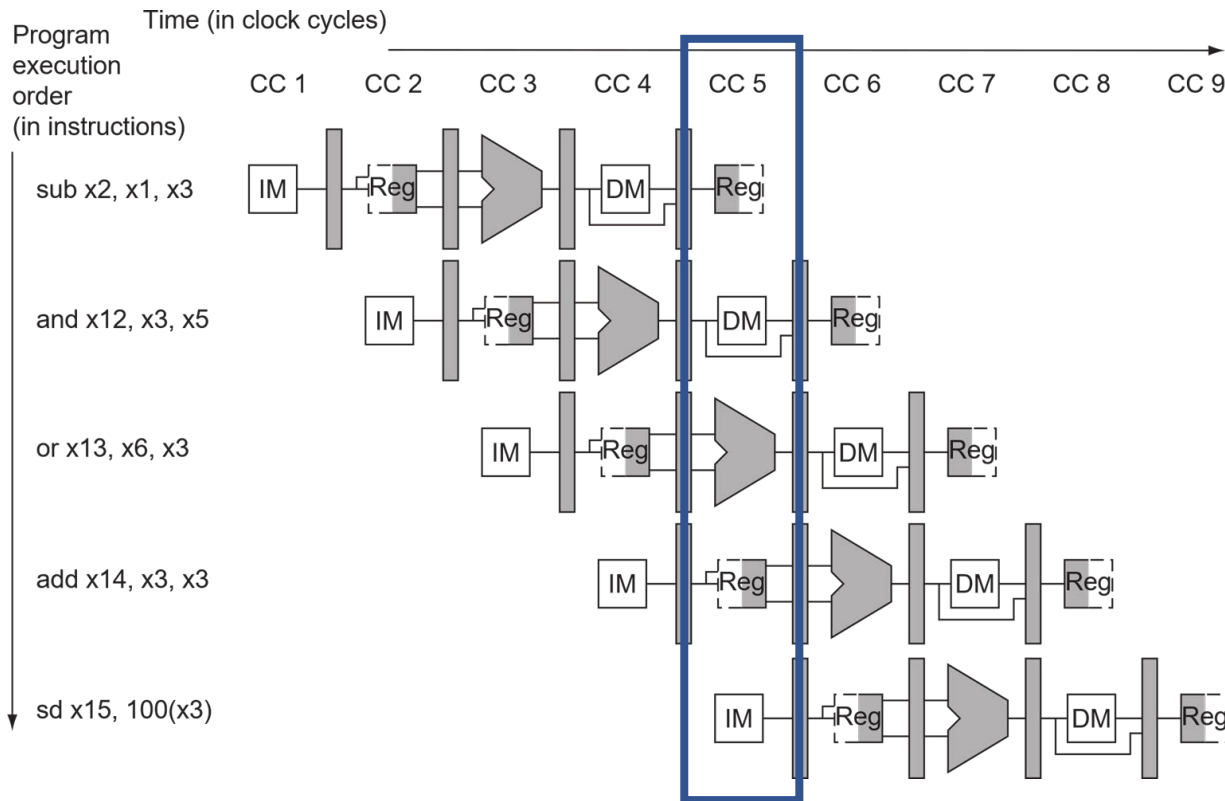 Time (in clock cycles)
Program
execution
order
(in instructions)
CC 1 CC 2 CC 3 CC 4 CC 5 CC 6 CC 7 CC 8 CC 9
sub x2, x1, x3
IM Reg DM Reg
and x12, x3, x5
IM Reg DM Reg
or x13, x6, x3
IM Reg DM Reg
add x14, x3, x3
IM Reg DM Reg
sd x15, 100(x3)
IM Reg DM Reg